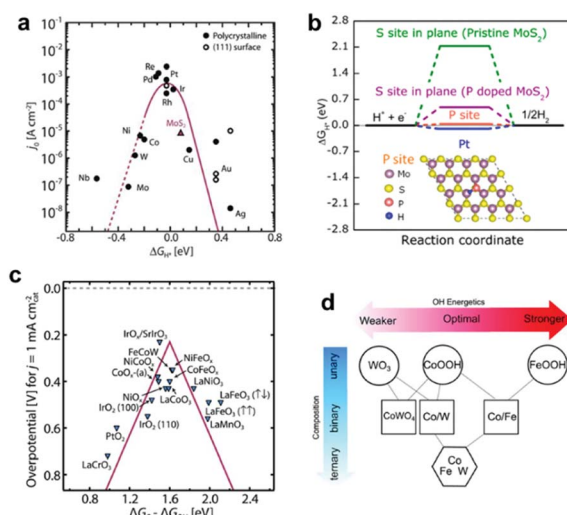 a
Polycrystalline
(111) surface
10⁻¹
10⁻²
10⁻³
10⁻⁴
10⁻⁵
10⁻⁶
10⁻⁷
10⁻⁸
j₀ [A cm⁻²]
Re
Pt
Pd
Ir
Rh
MoS₂
Ni
Co
W
Cu
Nb
Mo
Au
Ag
-0.8 -0.4 0.0 0.4 0.8
ΔG_H* [eV]
b
S site in plane (Pristine MoS₂)
S site in plane (P doped MoS₂)
P site
H⁺ + e⁻
1/2H₂
Pt
P site
Mo
S
P
H
2.8
2.1
1.4
0.7
0.0
-0.7
-1.4
-2.1
-2.8
ΔG_H* (eV)
Reaction coordinate
c
0.0
0.2
0.4
0.6
0.8
Overpotential [V] for j = 1 mA cm⁻²cat
IrOₓ/SrIrO₃
FeCoW
NiFeOₓ
NiCoOₓ
CoFeOₓ
CoOₓ-(a)
LaNiO₃
NiOₓ
LaCoO₃
LaFeO₃ (↑↓)
IrO₂ (100)
LaFeO₃ (↑↑)
IrO₂ (110)
LaMnO₃
PtO₂
LaCrO₃
0.8 1.2 1.6 2.0 2.4
d
OH Energetics
Weaker Optimal Stronger
Composition
unary
binary
ternary
WO₃
CoOOH
FeOOH
CoWO₄
Co/W
Co/Fe
Co
Fe W